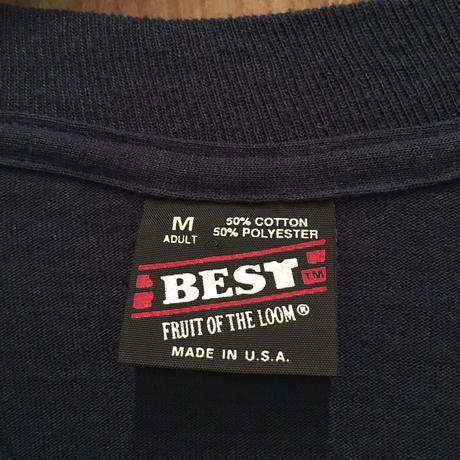 M 50% COTTON
ADULT 50% POLYESTER
BEST™
FRUIT OF THE LOOM®
MADE IN U.S.A.